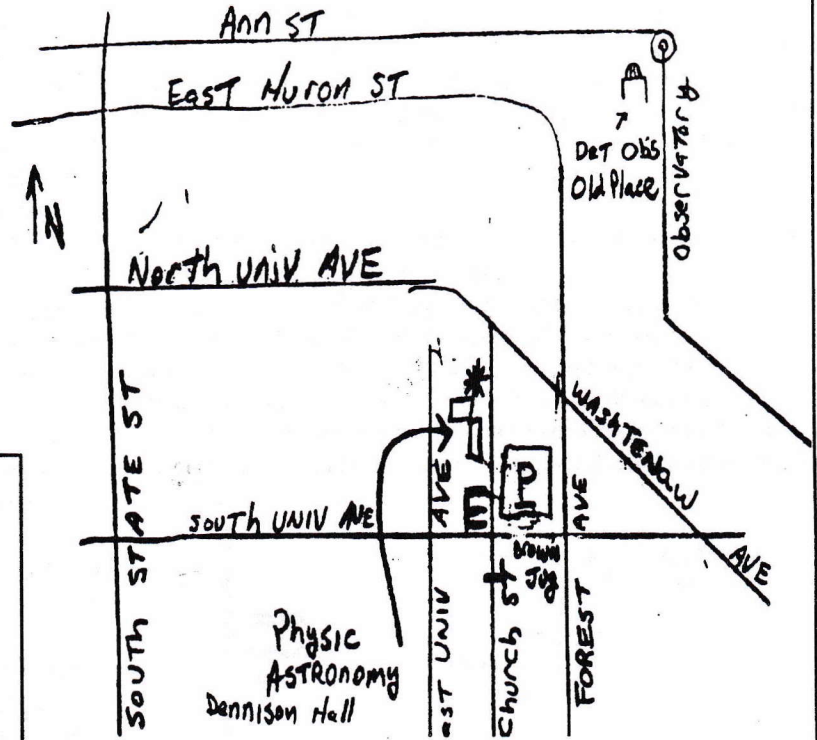 Ann ST
East Huron ST
Det Obs
Old Place
Observatory
N
North Univ AVE
WASHTENAW
AVE
SOUTH STATE ST
South UNIV AVE
AVE
P
Brown
Jug
Physic
ASTRONOMY
Dennison Hall
EAST UNIV
Church ST
FOREST
AVE